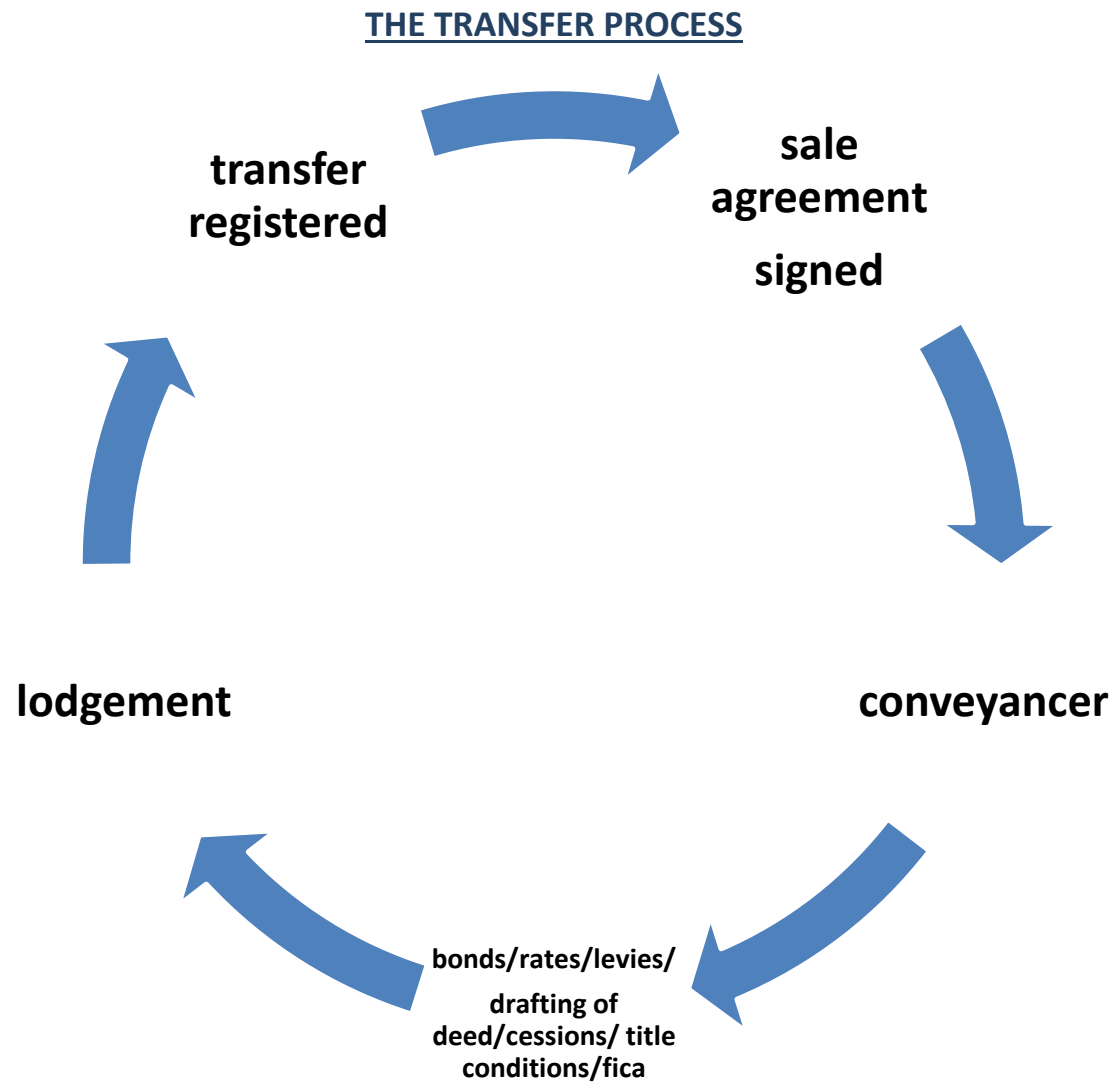 THE TRANSFER PROCESS
sale
agreement
signed
conveyancer
bonds/rates/levies/
drafting of
deed/cessions/ title
conditions/fica
lodgement
transfer
registered